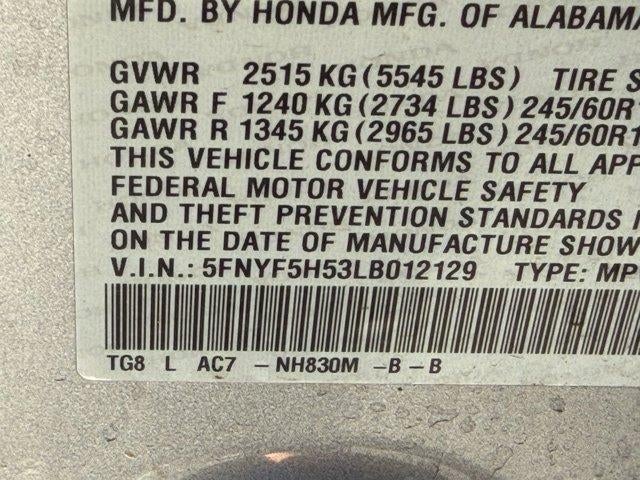 MFD. BY HONDA MFG. OF ALABAMA
GVWR 2515 KG (5545 LBS) TIRE S
GAWR F 1240 KG (2734 LBS) 245/60R
GAWR R 1345 KG (2965 LBS) 245/60R1
THIS VEHICLE CONFORMS TO ALL APP
FEDERAL MOTOR VEHICLE SAFETY
AND THEFT PREVENTION STANDARDS I
ON THE DATE OF MANUFACTURE SHOW
V.I.N.: 5FNYF5H53LB012129 TYPE: MP
TG8 L AC7 – NH830M – B – B